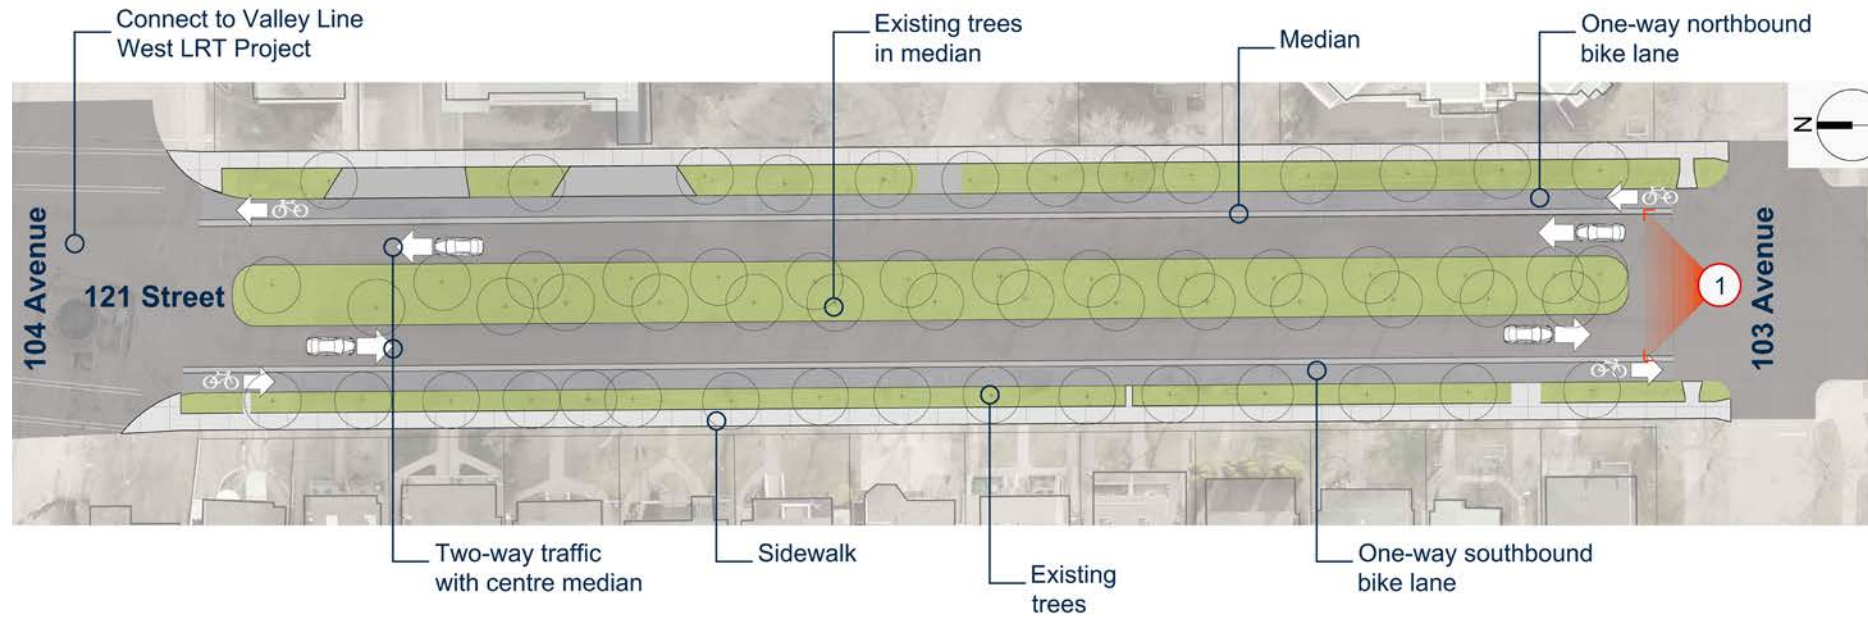 Connect to Valley Line
West LRT Project
Existing trees
in median
Median
One-way northbound
bike lane
N
104 Avenue
121 Street
1
103 Avenue
Two-way traffic
with centre median
Sidewalk
Existing
trees
One-way southbound
bike lane